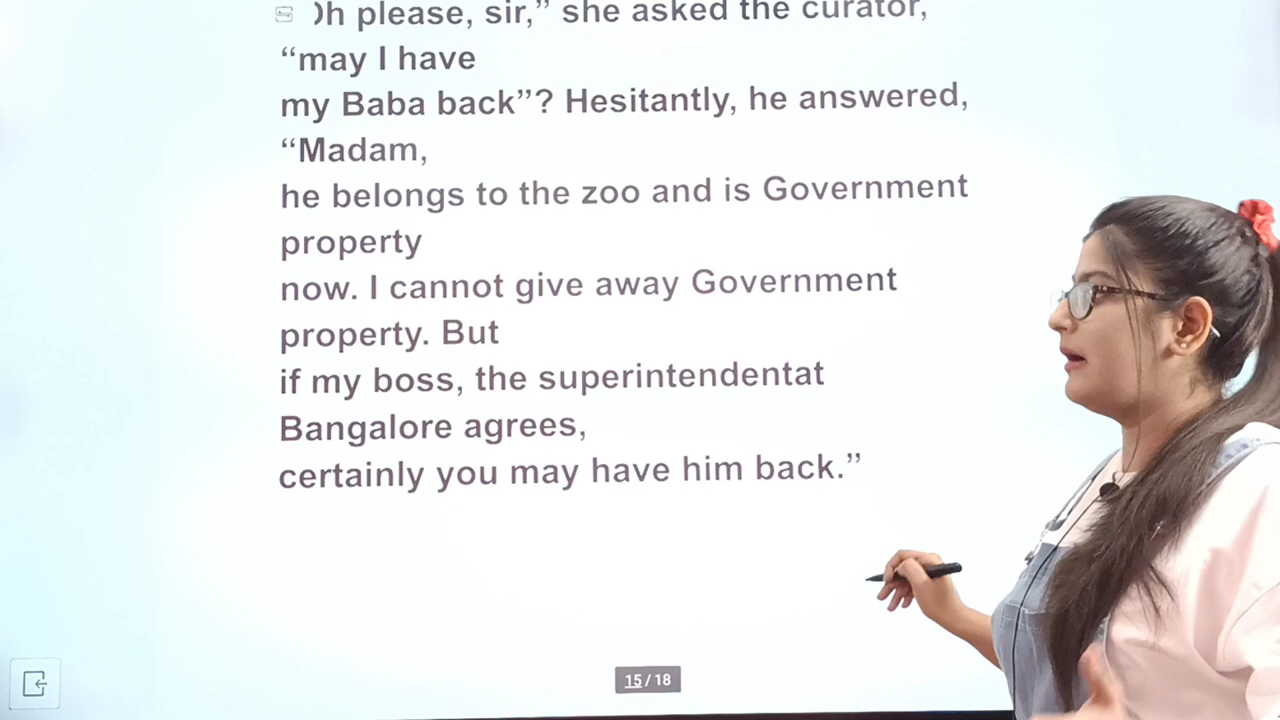 Oh please, sir,” she asked the curator,
“may I have
my Baba back”? Hesitantly, he answered,
“Madam,
he belongs to the zoo and is Government
property
now. I cannot give away Government
property. But
if my boss, the superintendentat
Bangalore agrees,
certainly you may have him back.”
15 / 18